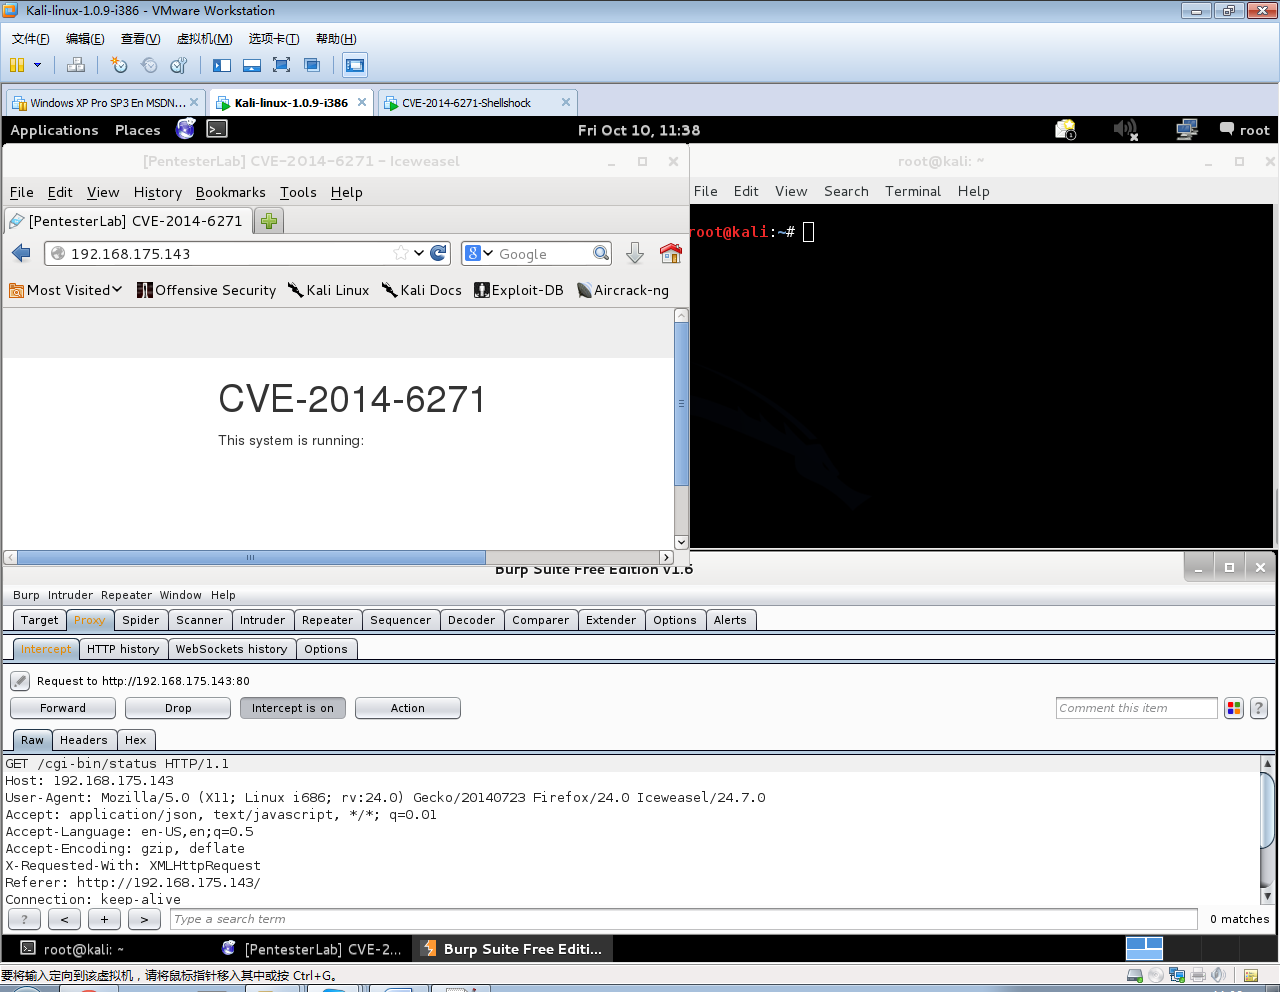 Kali-linux-1.0.9-i386 - VMware Workstation
文件(F) 编辑(E) 查看(V) 虚拟机(M) 选项卡(T) 帮助(H)
Windows XP Pro SP3 En MSDN... Kali-linux-1.0.9-i386 CVE-2014-6271-Shellshock
Applications Places Fri Oct 10, 11:38 1 root
[PentesterLab] CVE-2014-6271 - Iceweasel
File Edit View History Bookmarks Tools Help
[PentesterLab] CVE-2014-6271
192.168.175.143 8 Google
Most Visited Offensive Security Kali Linux Kali Docs Exploit-DB Aircrack-ng
CVE-2014-6271
This system is running:
root@kali: ~
File Edit View Search Terminal Help
root@kali:~#
Burp Suite Free Edition v1.6
Burp Intruder Repeater Window Help
Target Proxy Spider Scanner Intruder Repeater Sequencer Decoder Comparer Extender Options Alerts
Intercept HTTP history WebSockets history Options
Request to http://192.168.175.143:80
Forward Drop Intercept is on Action Comment this item ?
Raw Headers Hex
GET /cgi-bin/status HTTP/1.1
Host: 192.168.175.143
User-Agent: Mozilla/5.0 (X11; Linux i686; rv:24.0) Gecko/20140723 Firefox/24.0 Iceweasel/24.7.0
Accept: application/json, text/javascript, */*; q=0.01
Accept-Language: en-US,en;q=0.5
Accept-Encoding: gzip, deflate
X-Requested-With: XMLHttpRequest
Referer: http://192.168.175.143/
Connection: keep-alive
? < + > Type a search term 0 matches
root@kali: ~ [PentesterLab] CVE-2... Burp Suite Free Editi...
要将输入定向到该虚拟机，请将鼠标指针移入其中或按 Ctrl+G。